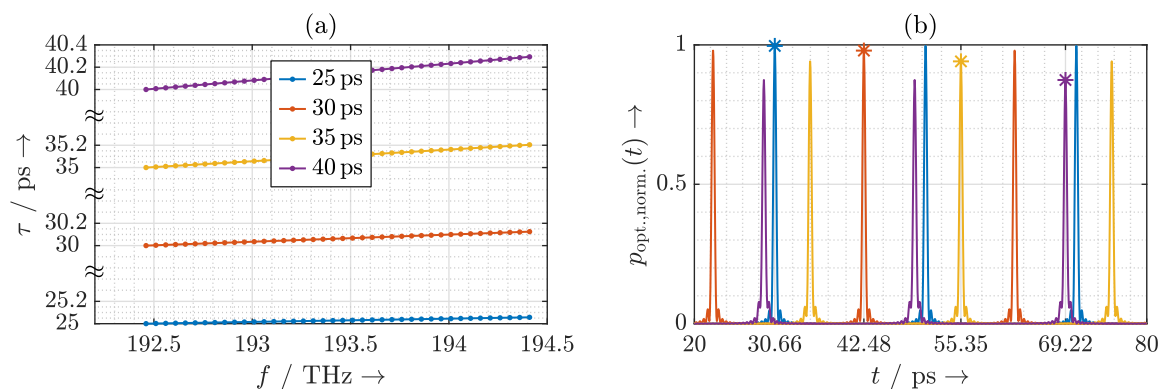 (a)
40.4
40.2
40
35.2
35
30.2
30
25.2
25
τ / ps →
25 ps
30 ps
35 ps
40 ps
192.5 193 193.5 194 194.5
f / THz →
(b)
1
0.5
0
p_opt.,norm.(t) →
20 30.66 42.48 55.35 69.22 80
t / ps →